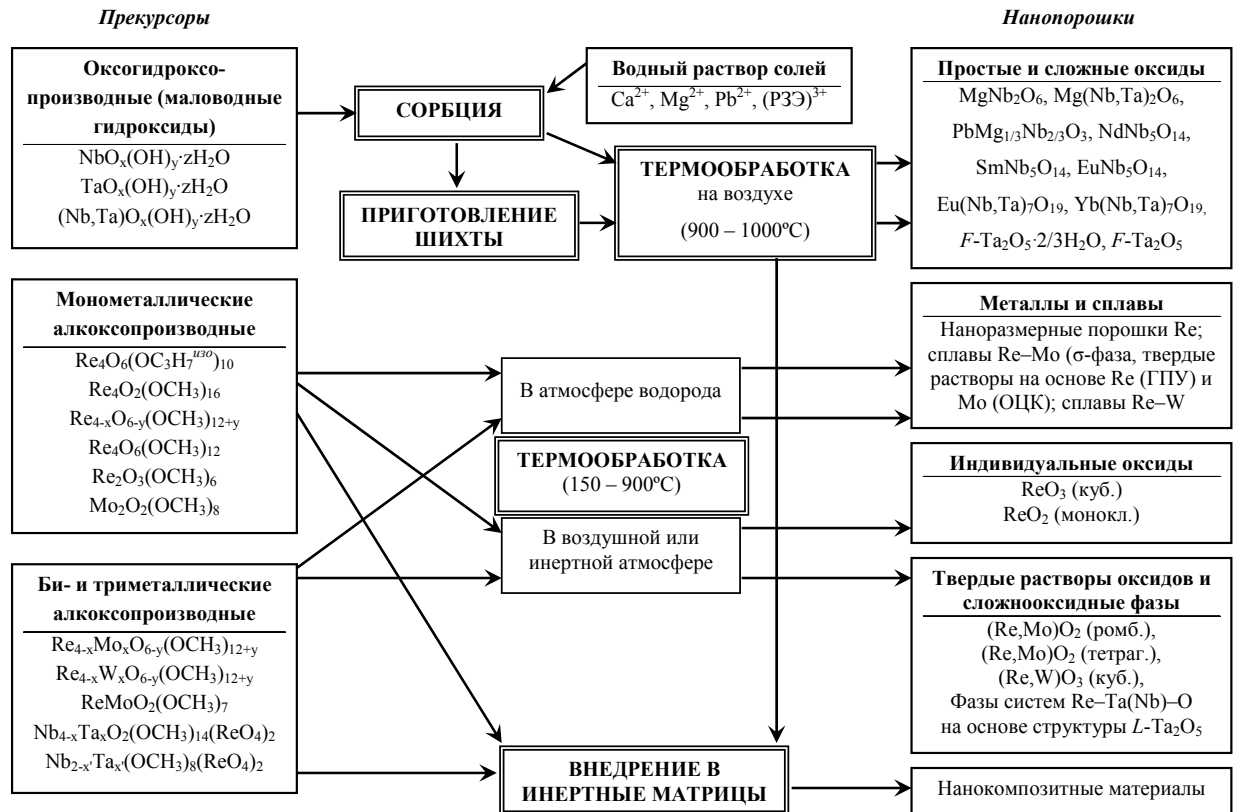 Прекурсоры
Нанопорошки
Оксогидроксо-
производные (маловодные
гидроксиды)
NbOₓ(OH)ᵧ·zH₂O
TaOₓ(OH)ᵧ·zH₂O
(Nb,Ta)Oₓ(OH)ᵧ·zH₂O
СОРБЦИЯ
Водный раствор солей
Ca²⁺, Mg²⁺, Pb²⁺, (РЗЭ)³⁺
ПРИГОТОВЛЕНИЕ
ШИХТЫ
ТЕРМООБРАБОТКА
на воздухе
(900 – 1000ºC)
Простые и сложные оксиды
MgNb₂O₆, Mg(Nb,Ta)₂O₆,
PbMg₁/₃Nb₂/₃O₃, NdNb₅O₁₄,
SmNb₅O₁₄, EuNb₅O₁₄,
Eu(Nb,Ta)₇O₁₉, Yb(Nb,Ta)₇O₁₉,
F-Ta₂O₅·2/3H₂O, F-Ta₂O₅
Монометаллические
алкоксопроизводные
Re₄O₆(OC₃H₇ᵘᶻᵒ)₁₀
Re₄O₂(OCH₃)₁₆
Re₄₋ₓO₆₋ᵧ(OCH₃)₁₂₊ᵧ
Re₄O₆(OCH₃)₁₂
Re₂O₃(OCH₃)₆
Mo₂O₂(OCH₃)₈
В атмосфере водорода
ТЕРМООБРАБОТКА
(150 – 900ºC)
В воздушной или
инертной атмосфере
Металлы и сплавы
Наноразмерные порошки Re;
сплавы Re–Mo (σ-фаза, твердые
растворы на основе Re (ГПУ) и
Mo (ОЦК); сплавы Re–W
Индивидуальные оксиды
ReO₃ (куб.)
ReO₂ (монокл.)
Би- и триметаллические
алкоксопроизводные
Re₄₋ₓMoₓO₆₋ᵧ(OCH₃)₁₂₊ᵧ
Re₄₋ₓWₓO₆₋ᵧ(OCH₃)₁₂₊ᵧ
ReMoO₂(OCH₃)₇
Nb₄₋ₓTaₓO₂(OCH₃)₁₄(ReO₄)₂
Nb₂₋ₓ'Taₓ'(OCH₃)₈(ReO₄)₂
Твердые растворы оксидов и
сложнооксидные фазы
(Re,Mo)O₂ (ромб.),
(Re,Mo)O₂ (тетраг.),
(Re,W)O₃ (куб.),
Фазы систем Re–Ta(Nb)–O
на основе структуры L-Ta₂O₅
ВНЕДРЕНИЕ В
ИНЕРТНЫЕ МАТРИЦЫ
Нанокомпозитные материалы